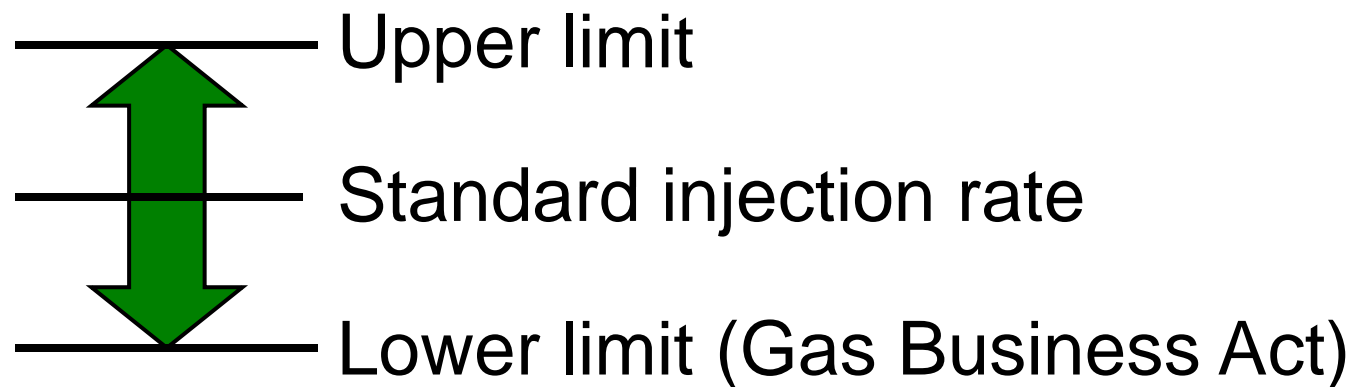 Upper limit
Standard injection rate
Lower limit (Gas Business Act)